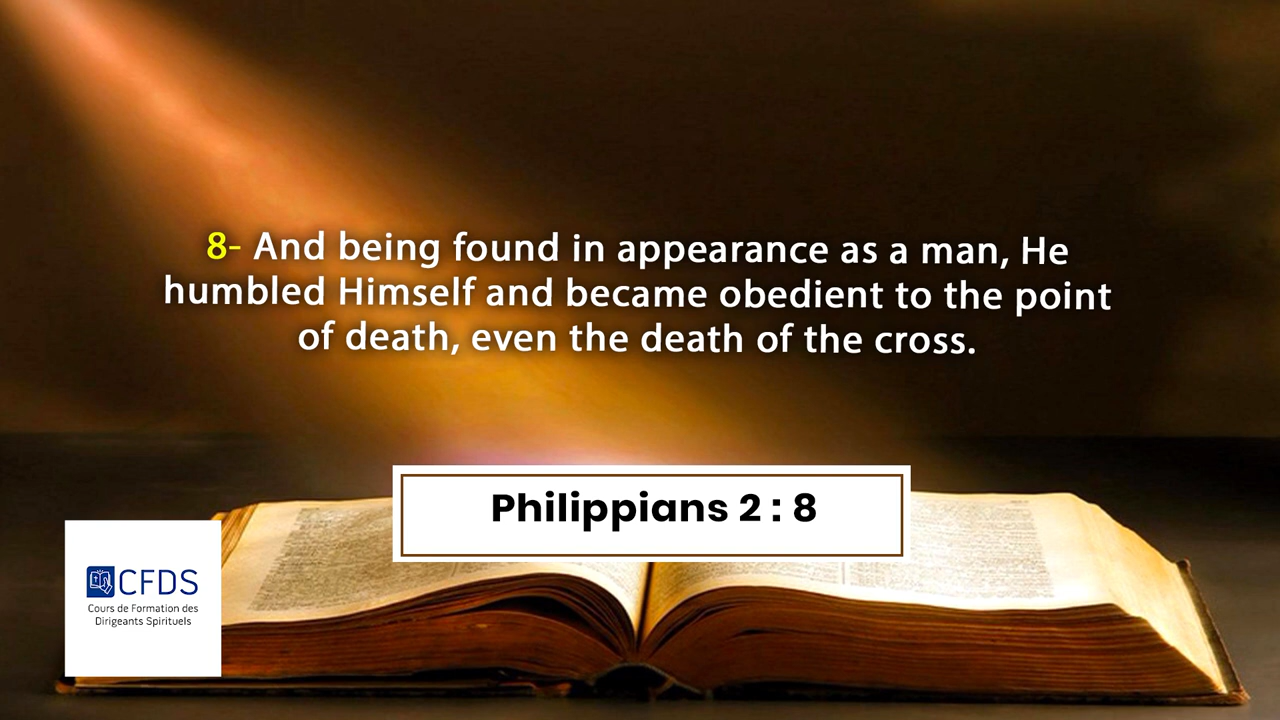 8- And being found in appearance as a man, He
humbled Himself and became obedient to the point
of death, even the death of the cross.
Philippians 2 : 8
CFDS
Cours de Formation des
Dirigeants Spirituels